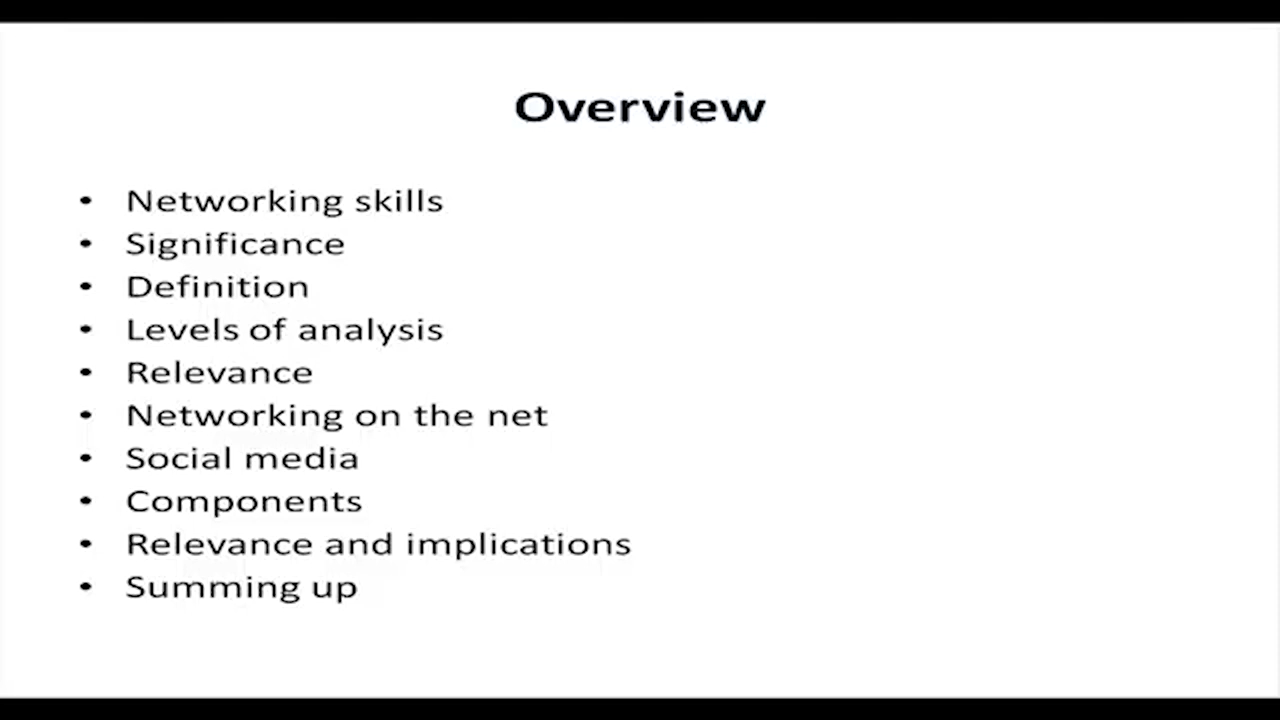 Overview
• Networking skills
• Significance
• Definition
• Levels of analysis
• Relevance
• Networking on the net
• Social media
• Components
• Relevance and implications
• Summing up